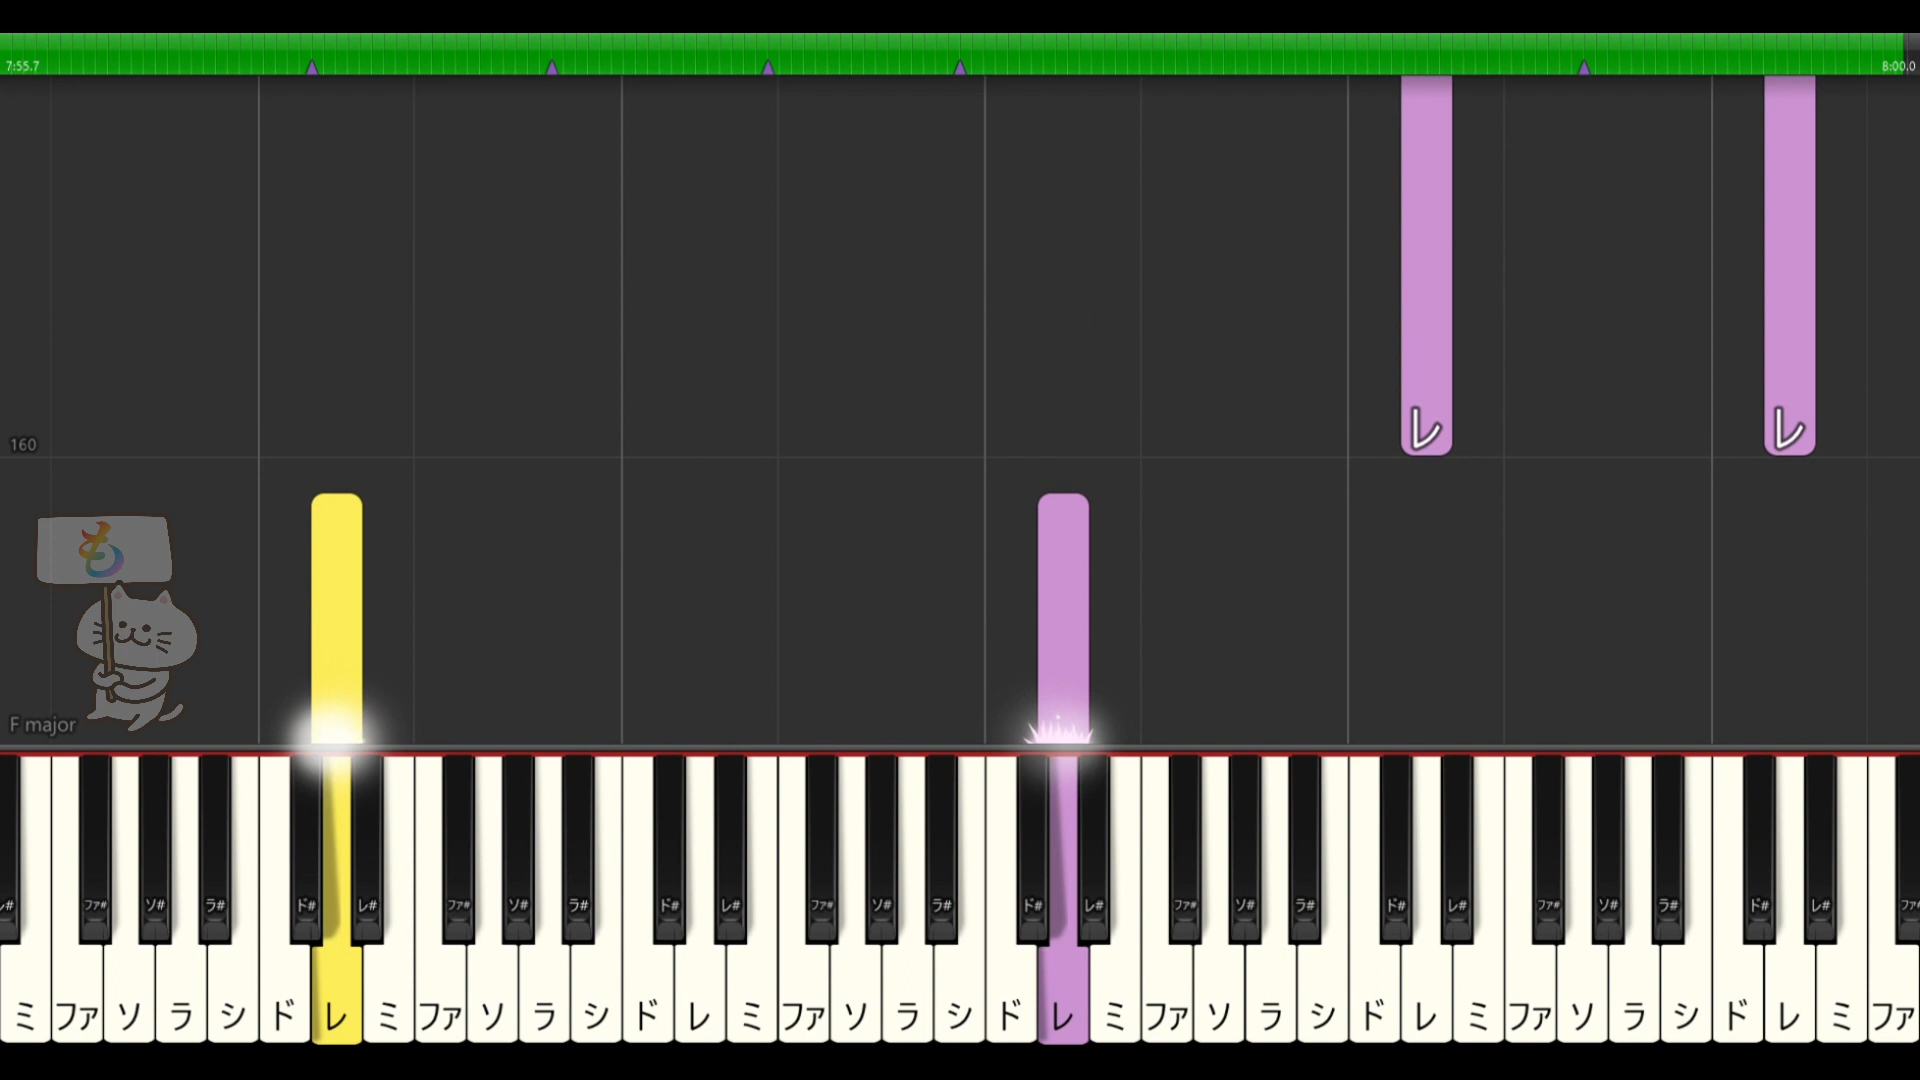 7:55.7
8:00.0
レ レ
160
も
F major
ファ# ソ# ラ# ド# レ# ファ# ソ# ラ# ド# レ# ファ# ソ# ラ# ド# レ# ファ# ソ# ラ# ド# レ# ファ# ソ# ラ# ド# レ#
ミ ファ ソ ラ シ ド レ ミ ファ ソ ラ シ ド レ ミ ファ ソ ラ シ ド レ ミ ファ ソ ラ シ ド レ ミ ファ ソ ラ シ ド レ ミ ファ